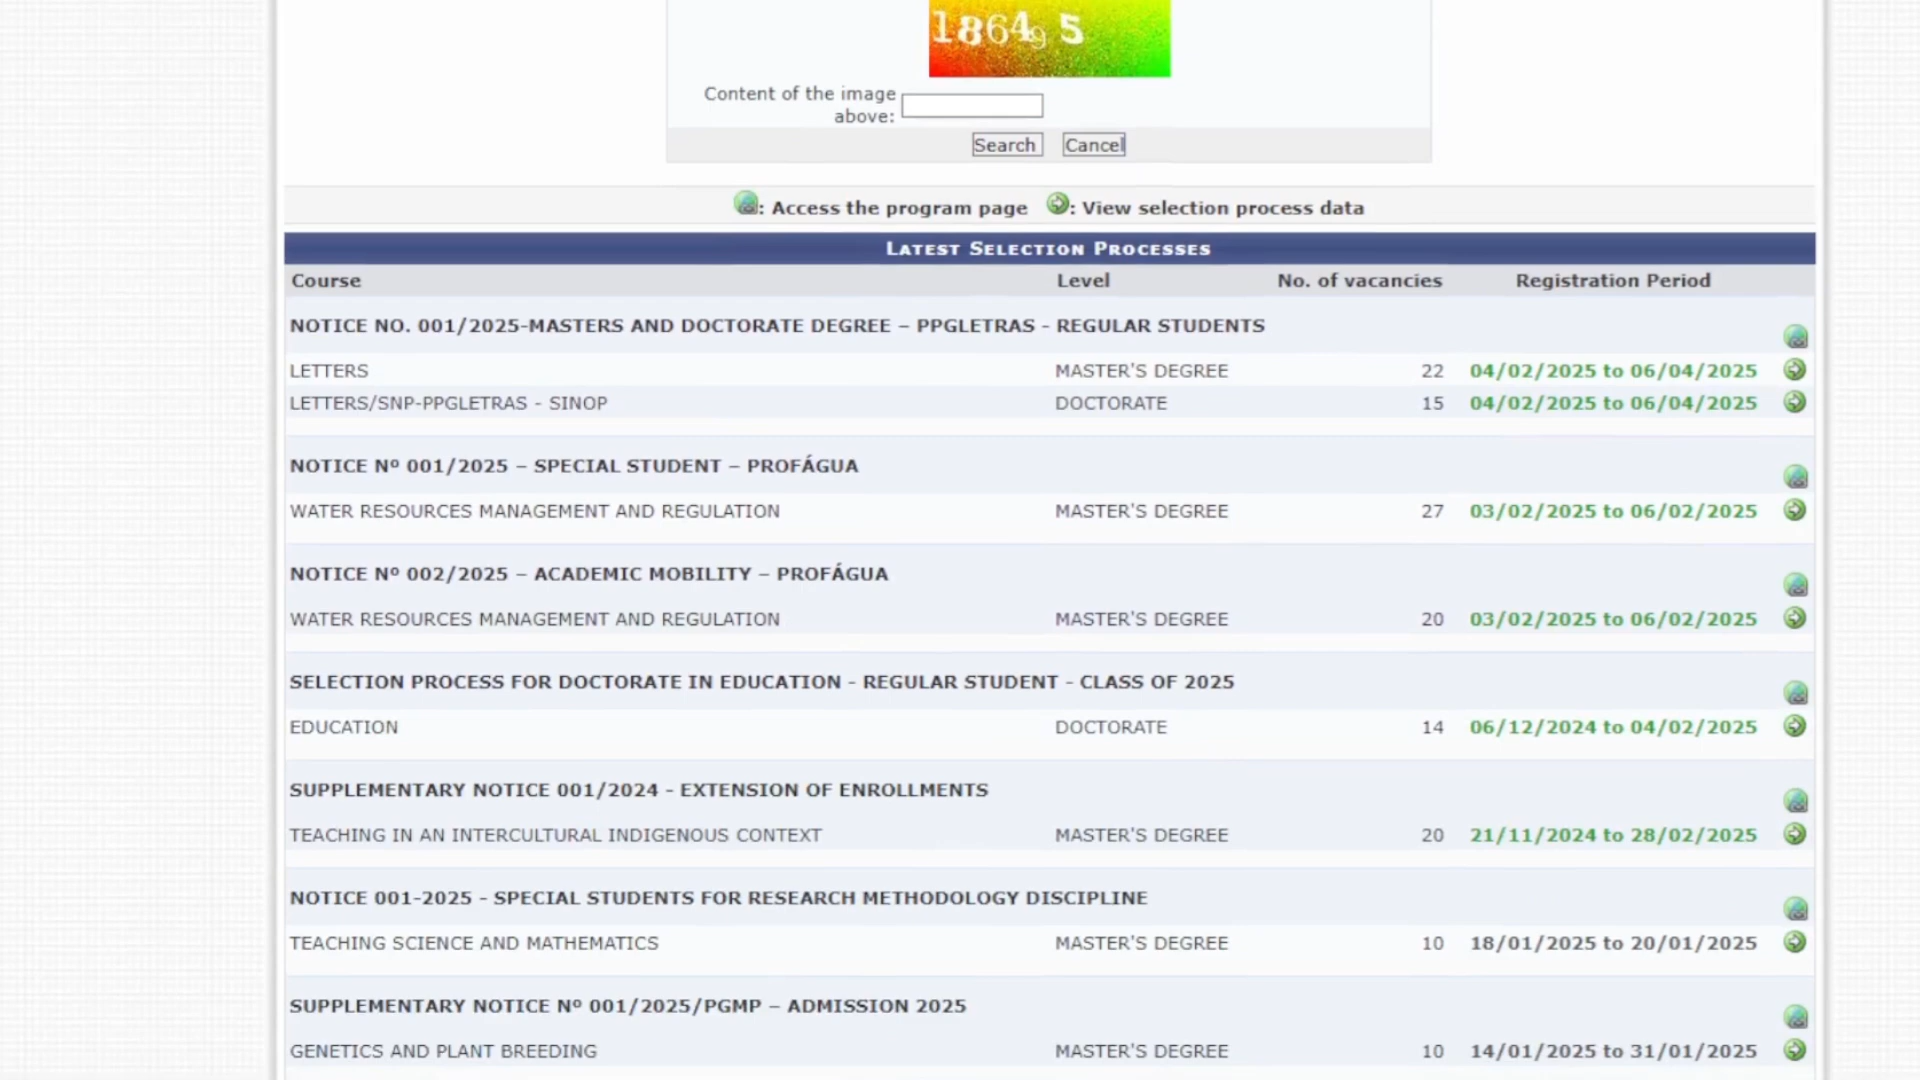 18649 5
Content of the image
above:
Search Cancel
: Access the program page : View selection process data
Latest Selection Processes
Course Level No. of vacancies Registration Period
NOTICE NO. 001/2025-MASTERS AND DOCTORATE DEGREE – PPGLETRAS - REGULAR STUDENTS
LETTERS MASTER'S DEGREE 22 04/02/2025 to 06/04/2025
LETTERS/SNP-PPGLETRAS - SINOP DOCTORATE 15 04/02/2025 to 06/04/2025
NOTICE Nº 001/2025 – SPECIAL STUDENT – PROFÁGUA
WATER RESOURCES MANAGEMENT AND REGULATION MASTER'S DEGREE 27 03/02/2025 to 06/02/2025
NOTICE Nº 002/2025 – ACADEMIC MOBILITY – PROFÁGUA
WATER RESOURCES MANAGEMENT AND REGULATION MASTER'S DEGREE 20 03/02/2025 to 06/02/2025
SELECTION PROCESS FOR DOCTORATE IN EDUCATION - REGULAR STUDENT - CLASS OF 2025
EDUCATION DOCTORATE 14 06/12/2024 to 04/02/2025
SUPPLEMENTARY NOTICE 001/2024 - EXTENSION OF ENROLLMENTS
TEACHING IN AN INTERCULTURAL INDIGENOUS CONTEXT MASTER'S DEGREE 20 21/11/2024 to 28/02/2025
NOTICE 001-2025 - SPECIAL STUDENTS FOR RESEARCH METHODOLOGY DISCIPLINE
TEACHING SCIENCE AND MATHEMATICS MASTER'S DEGREE 10 18/01/2025 to 20/01/2025
SUPPLEMENTARY NOTICE Nº 001/2025/PGMP – ADMISSION 2025
GENETICS AND PLANT BREEDING MASTER'S DEGREE 10 14/01/2025 to 31/01/2025